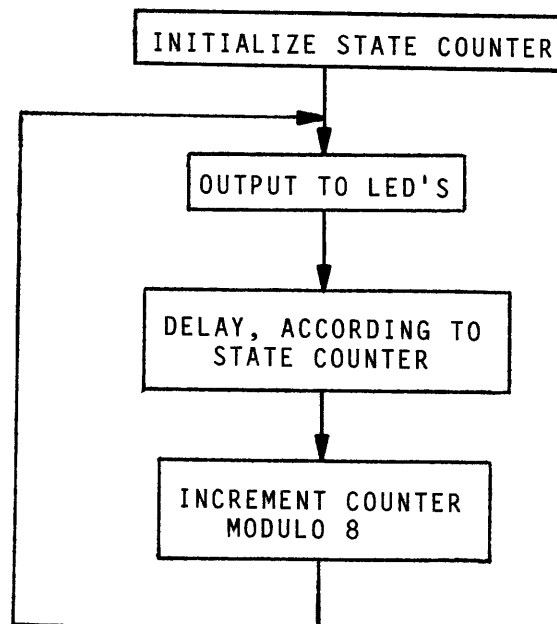 INITIALIZE STATE COUNTER
OUTPUT TO LED'S
DELAY, ACCORDING TO
STATE COUNTER
INCREMENT COUNTER
MODULO 8